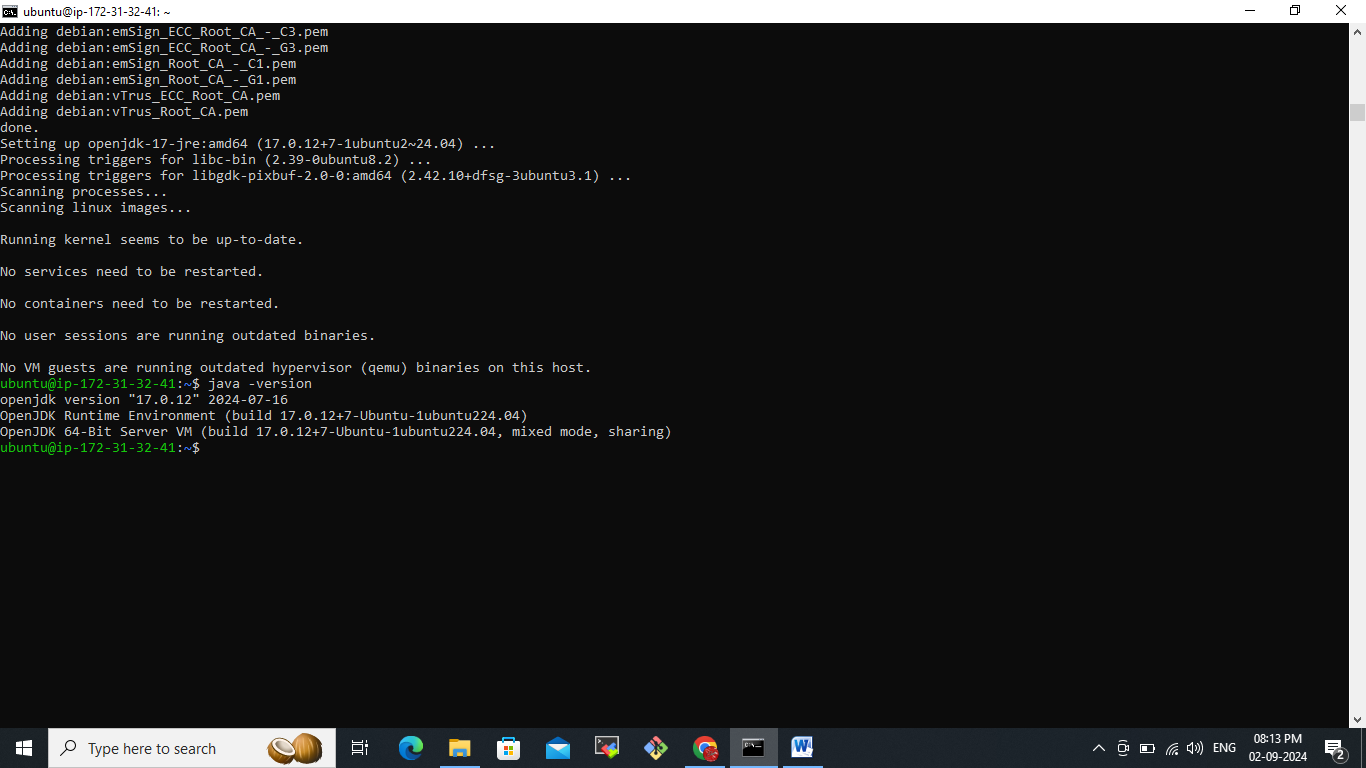 ubuntu@ip-172-31-32-41: ~
Adding debian:emSign_ECC_Root_CA_-_C3.pem
Adding debian:emSign_ECC_Root_CA_-_G3.pem
Adding debian:emSign_Root_CA_-_C1.pem
Adding debian:emSign_Root_CA_-_G1.pem
Adding debian:vTrus_ECC_Root_CA.pem
Adding debian:vTrus_Root_CA.pem
done.
Setting up openjdk-17-jre:amd64 (17.0.12+7-1ubuntu2~24.04) ...
Processing triggers for libc-bin (2.39-0ubuntu8.2) ...
Processing triggers for libgdk-pixbuf-2.0-0:amd64 (2.42.10+dfsg-3ubuntu3.1) ...
Scanning processes...
Scanning linux images...
Running kernel seems to be up-to-date.
No services need to be restarted.
No containers need to be restarted.
No user sessions are running outdated binaries.
No VM guests are running outdated hypervisor (qemu) binaries on this host.
ubuntu@ip-172-31-32-41:~$ java -version
openjdk version "17.0.12" 2024-07-16
OpenJDK Runtime Environment (build 17.0.12+7-Ubuntu-1ubuntu224.04)
OpenJDK 64-Bit Server VM (build 17.0.12+7-Ubuntu-1ubuntu224.04, mixed mode, sharing)
ubuntu@ip-172-31-32-41:~$
Type here to search
ENG
08:13 PM
02-09-2024
2